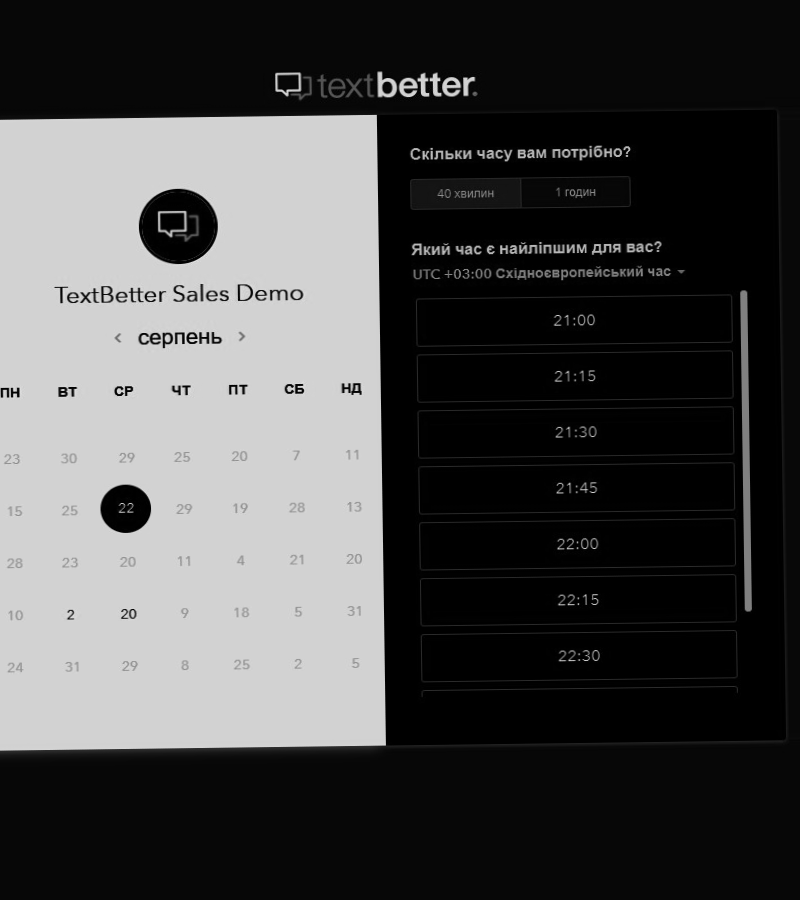 textbetter.
TextBetter Sales Demo
‹ серпень ›
ПН ВТ СР ЧТ ПТ СБ НД
23 30 29 25 20 7 11
15 25 22 29 19 28 13
28 23 20 11 4 21 20
10 2 20 9 18 5 31
24 31 29 8 25 2 5
Скільки часу вам потрібно?
40 хвилин 1 годин
Який час є найліпшим для вас?
UTC +03:00 Східноєвропейський час
21:00
21:15
21:30
21:45
22:00
22:15
22:30